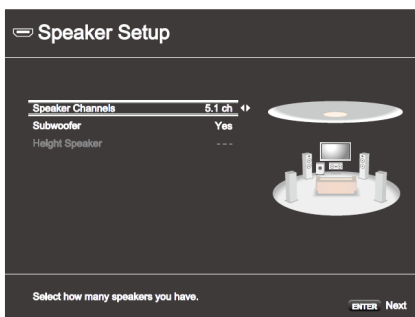 Speaker Setup
Speaker Channels 5.1 ch
Subwoofer Yes
Height Speaker ---
Select how many speakers you have.
ENTER Next